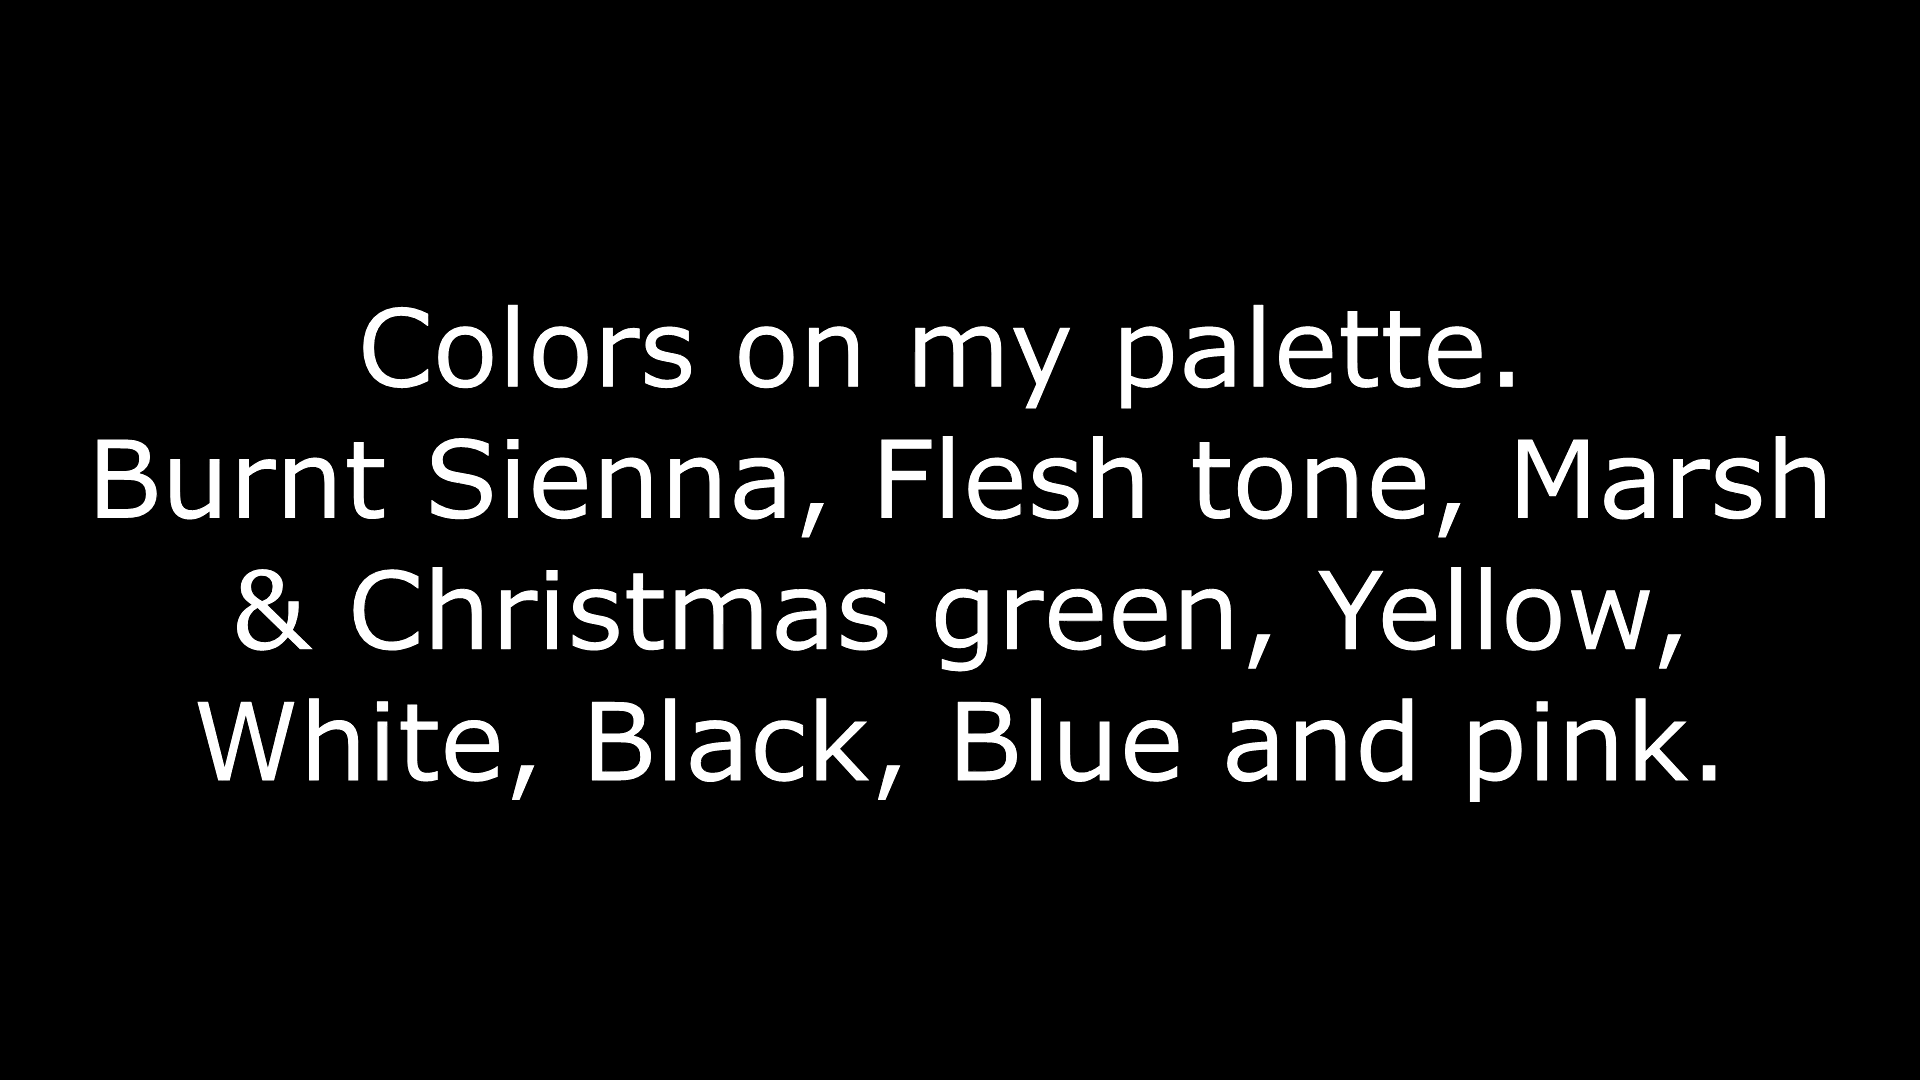 Colors on my palette.
Burnt Sienna, Flesh tone, Marsh
& Christmas green, Yellow,
White, Black, Blue and pink.